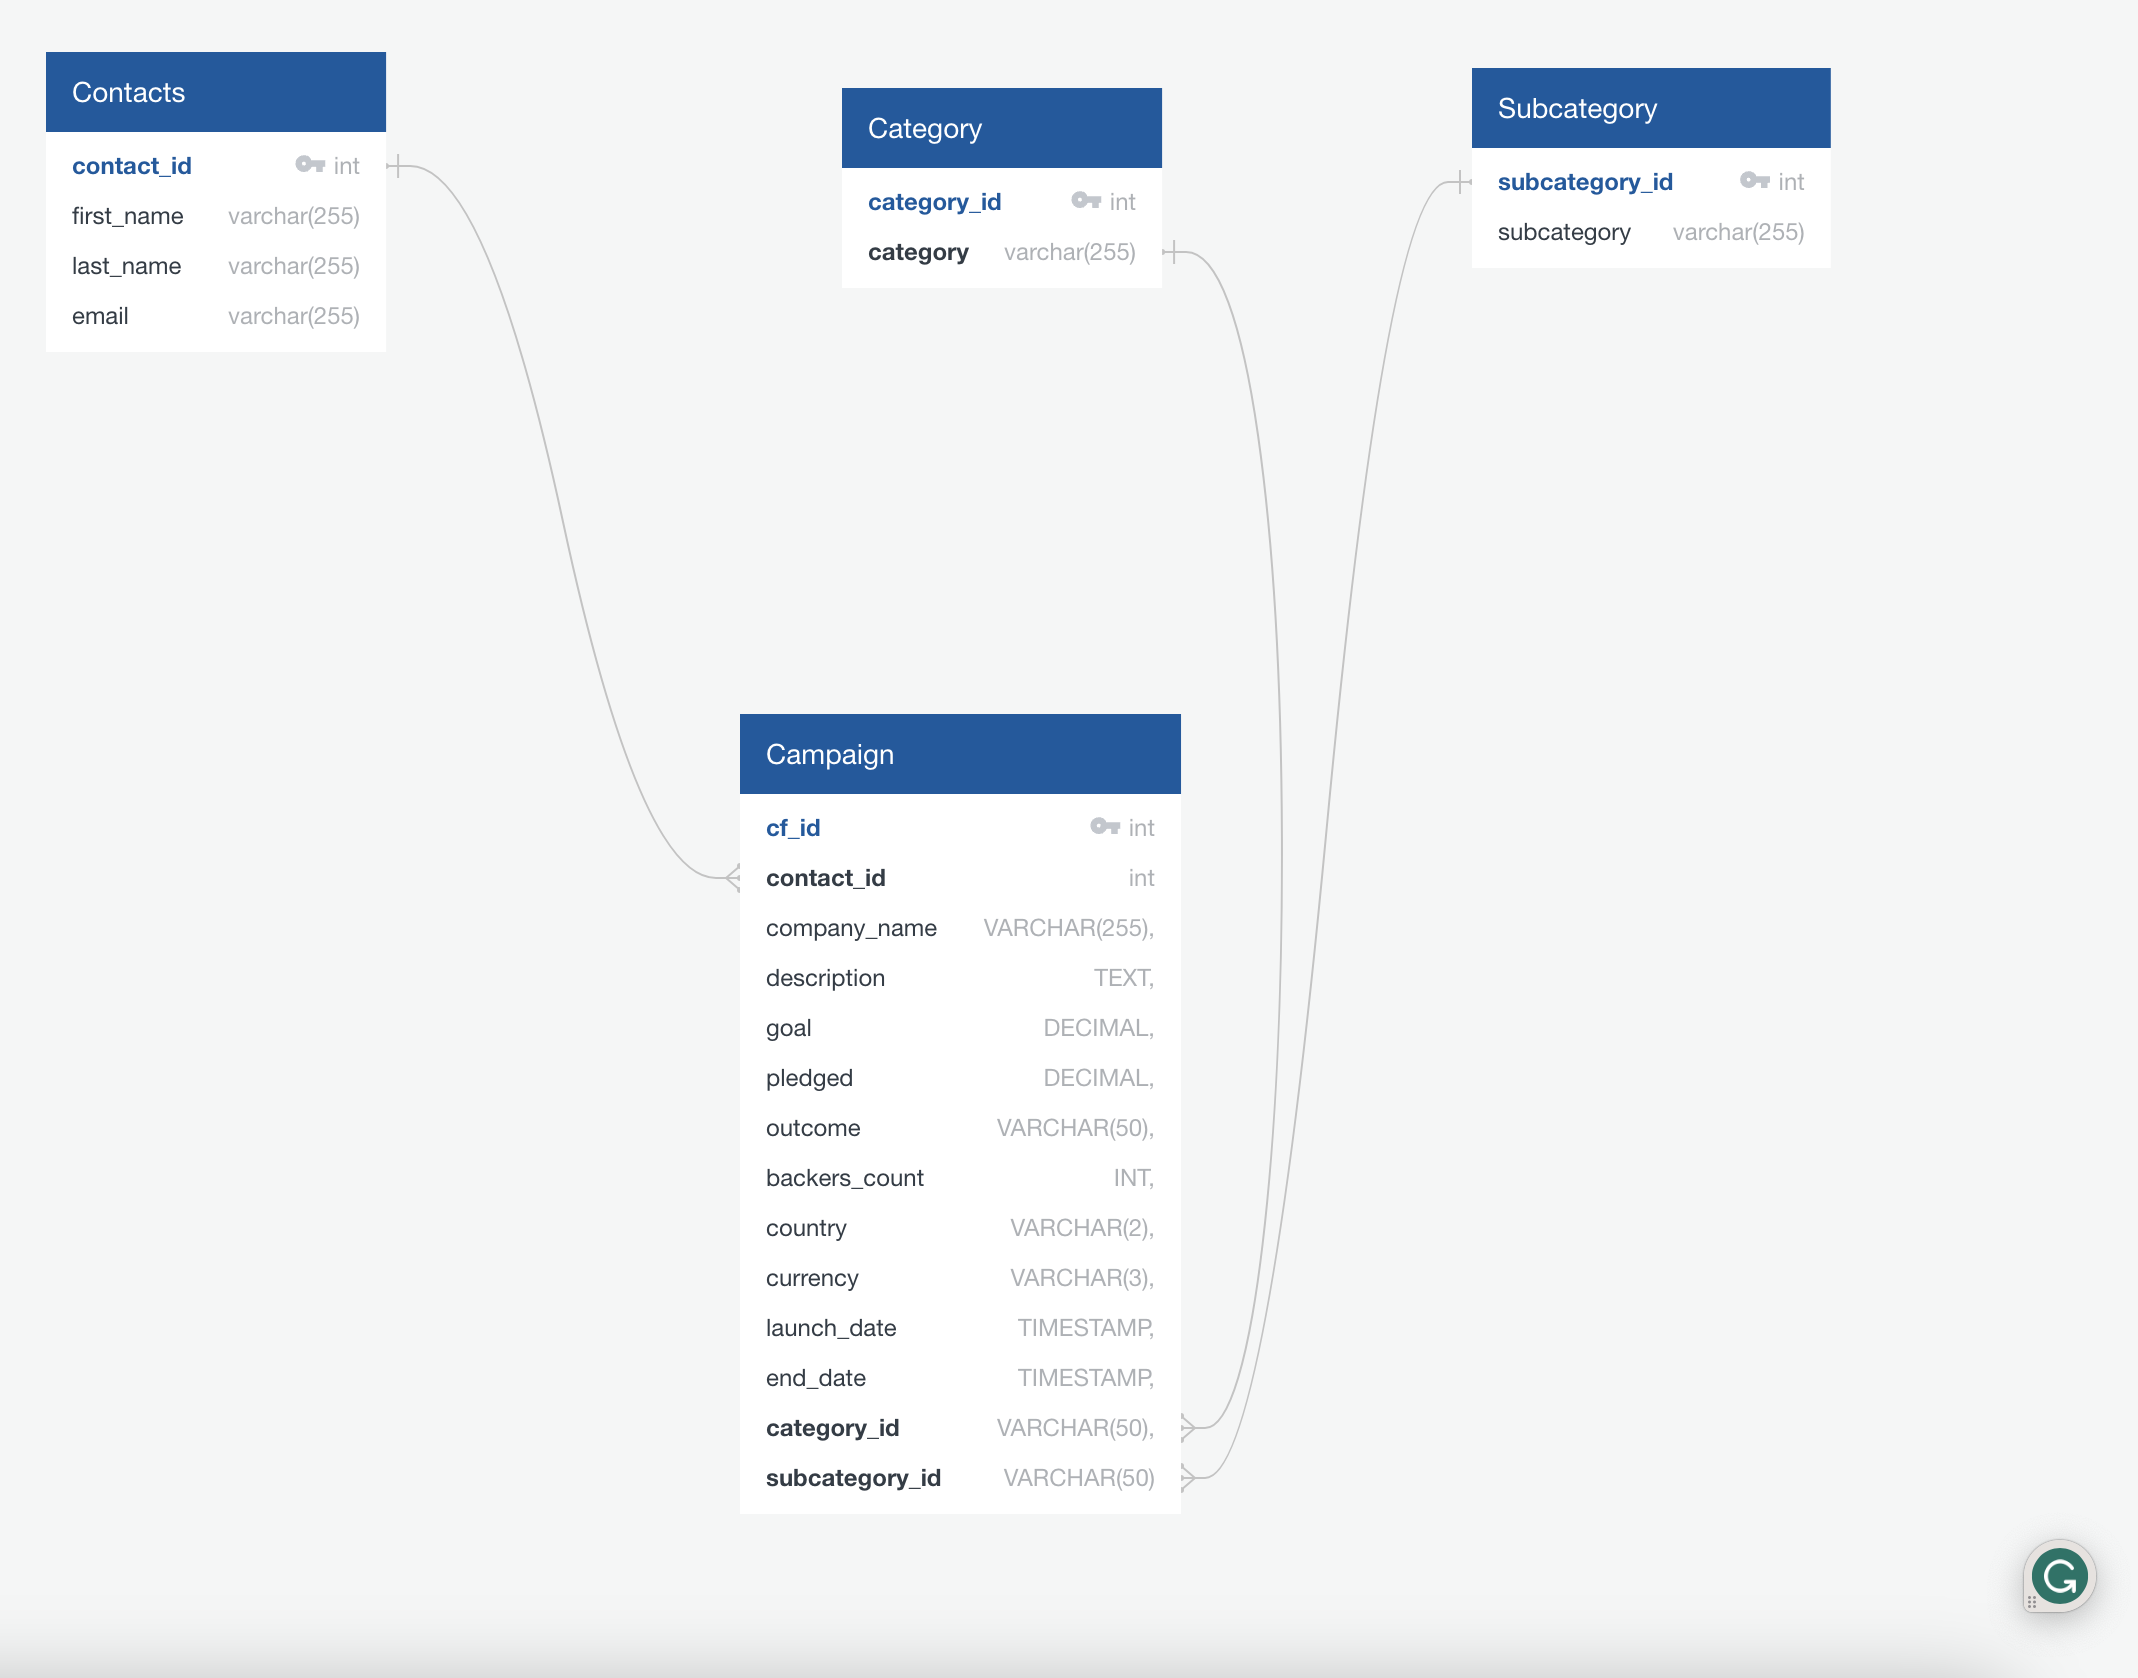 Contacts
contact_id int
first_name varchar(255)
last_name varchar(255)
email varchar(255)
Category
category_id int
category varchar(255)
Subcategory
subcategory_id int
subcategory varchar(255)
Campaign
cf_id int
contact_id int
company_name VARCHAR(255),
description TEXT,
goal DECIMAL,
pledged DECIMAL,
outcome VARCHAR(50),
backers_count INT,
country VARCHAR(2),
currency VARCHAR(3),
launch_date TIMESTAMP,
end_date TIMESTAMP,
category_id VARCHAR(50),
subcategory_id VARCHAR(50)